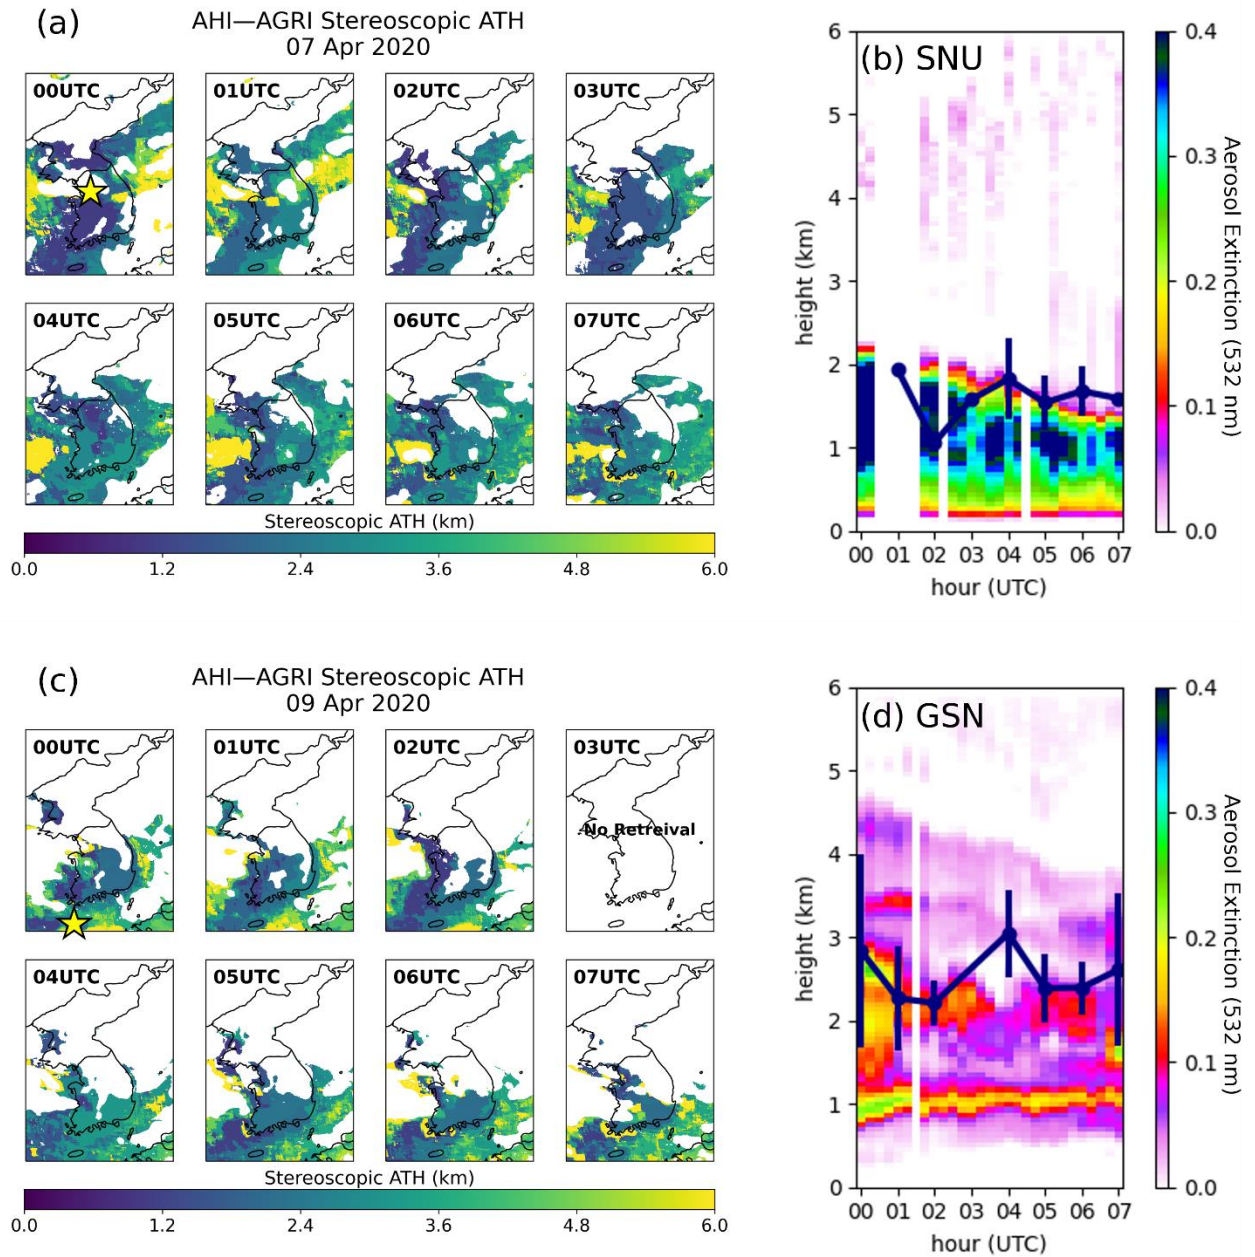 (a)
AHI—AGRI Stereoscopic ATH
07 Apr 2020
00UTC
01UTC
02UTC
03UTC
04UTC
05UTC
06UTC
07UTC
Stereoscopic ATH (km)
0.0 1.2 2.4 3.6 4.8 6.0
(b) SNU
height (km)
6
5
4
3
2
1
0
00 01 02 03 04 05 06 07
hour (UTC)
0.4
0.3
0.2
0.1
0.0
Aerosol Extinction (532 nm)
(c)
AHI—AGRI Stereoscopic ATH
09 Apr 2020
00UTC
01UTC
02UTC
03UTC
No Retreival
04UTC
05UTC
06UTC
07UTC
Stereoscopic ATH (km)
0.0 1.2 2.4 3.6 4.8 6.0
(d) GSN
height (km)
6
5
4
3
2
1
0
00 01 02 03 04 05 06 07
hour (UTC)
0.4
0.3
0.2
0.1
0.0
Aerosol Extinction (532 nm)